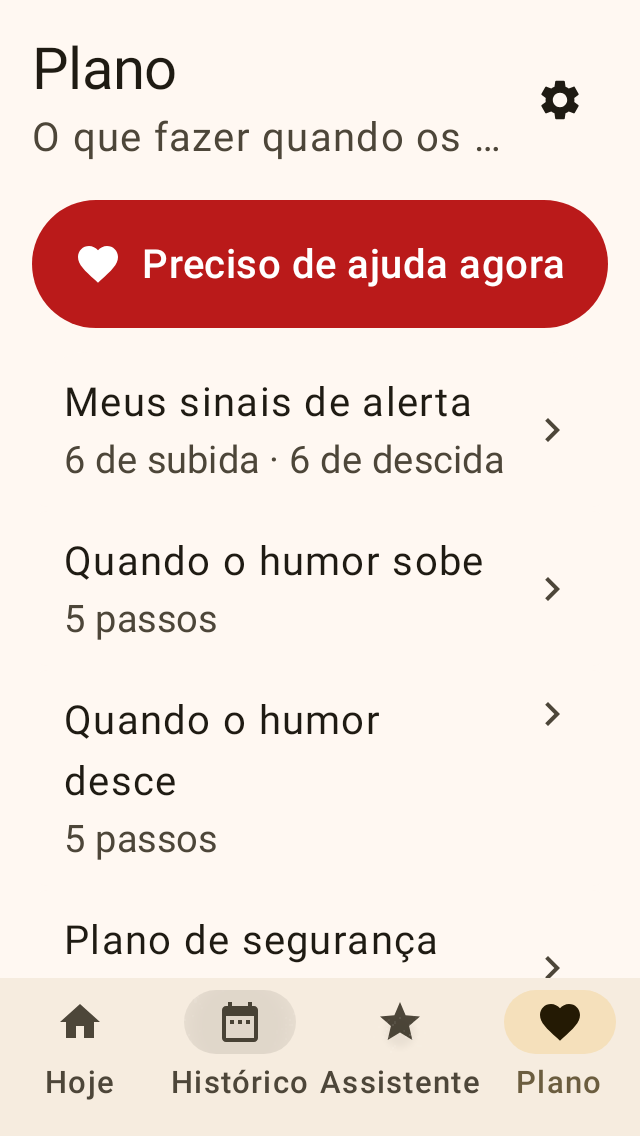 Plano
O que fazer quando os …
Preciso de ajuda agora
Meus sinais de alerta
6 de subida · 6 de descida
Quando o humor sobe
5 passos
Quando o humor
desce
5 passos
Plano de segurança
Hoje
Histórico
Assistente
Plano